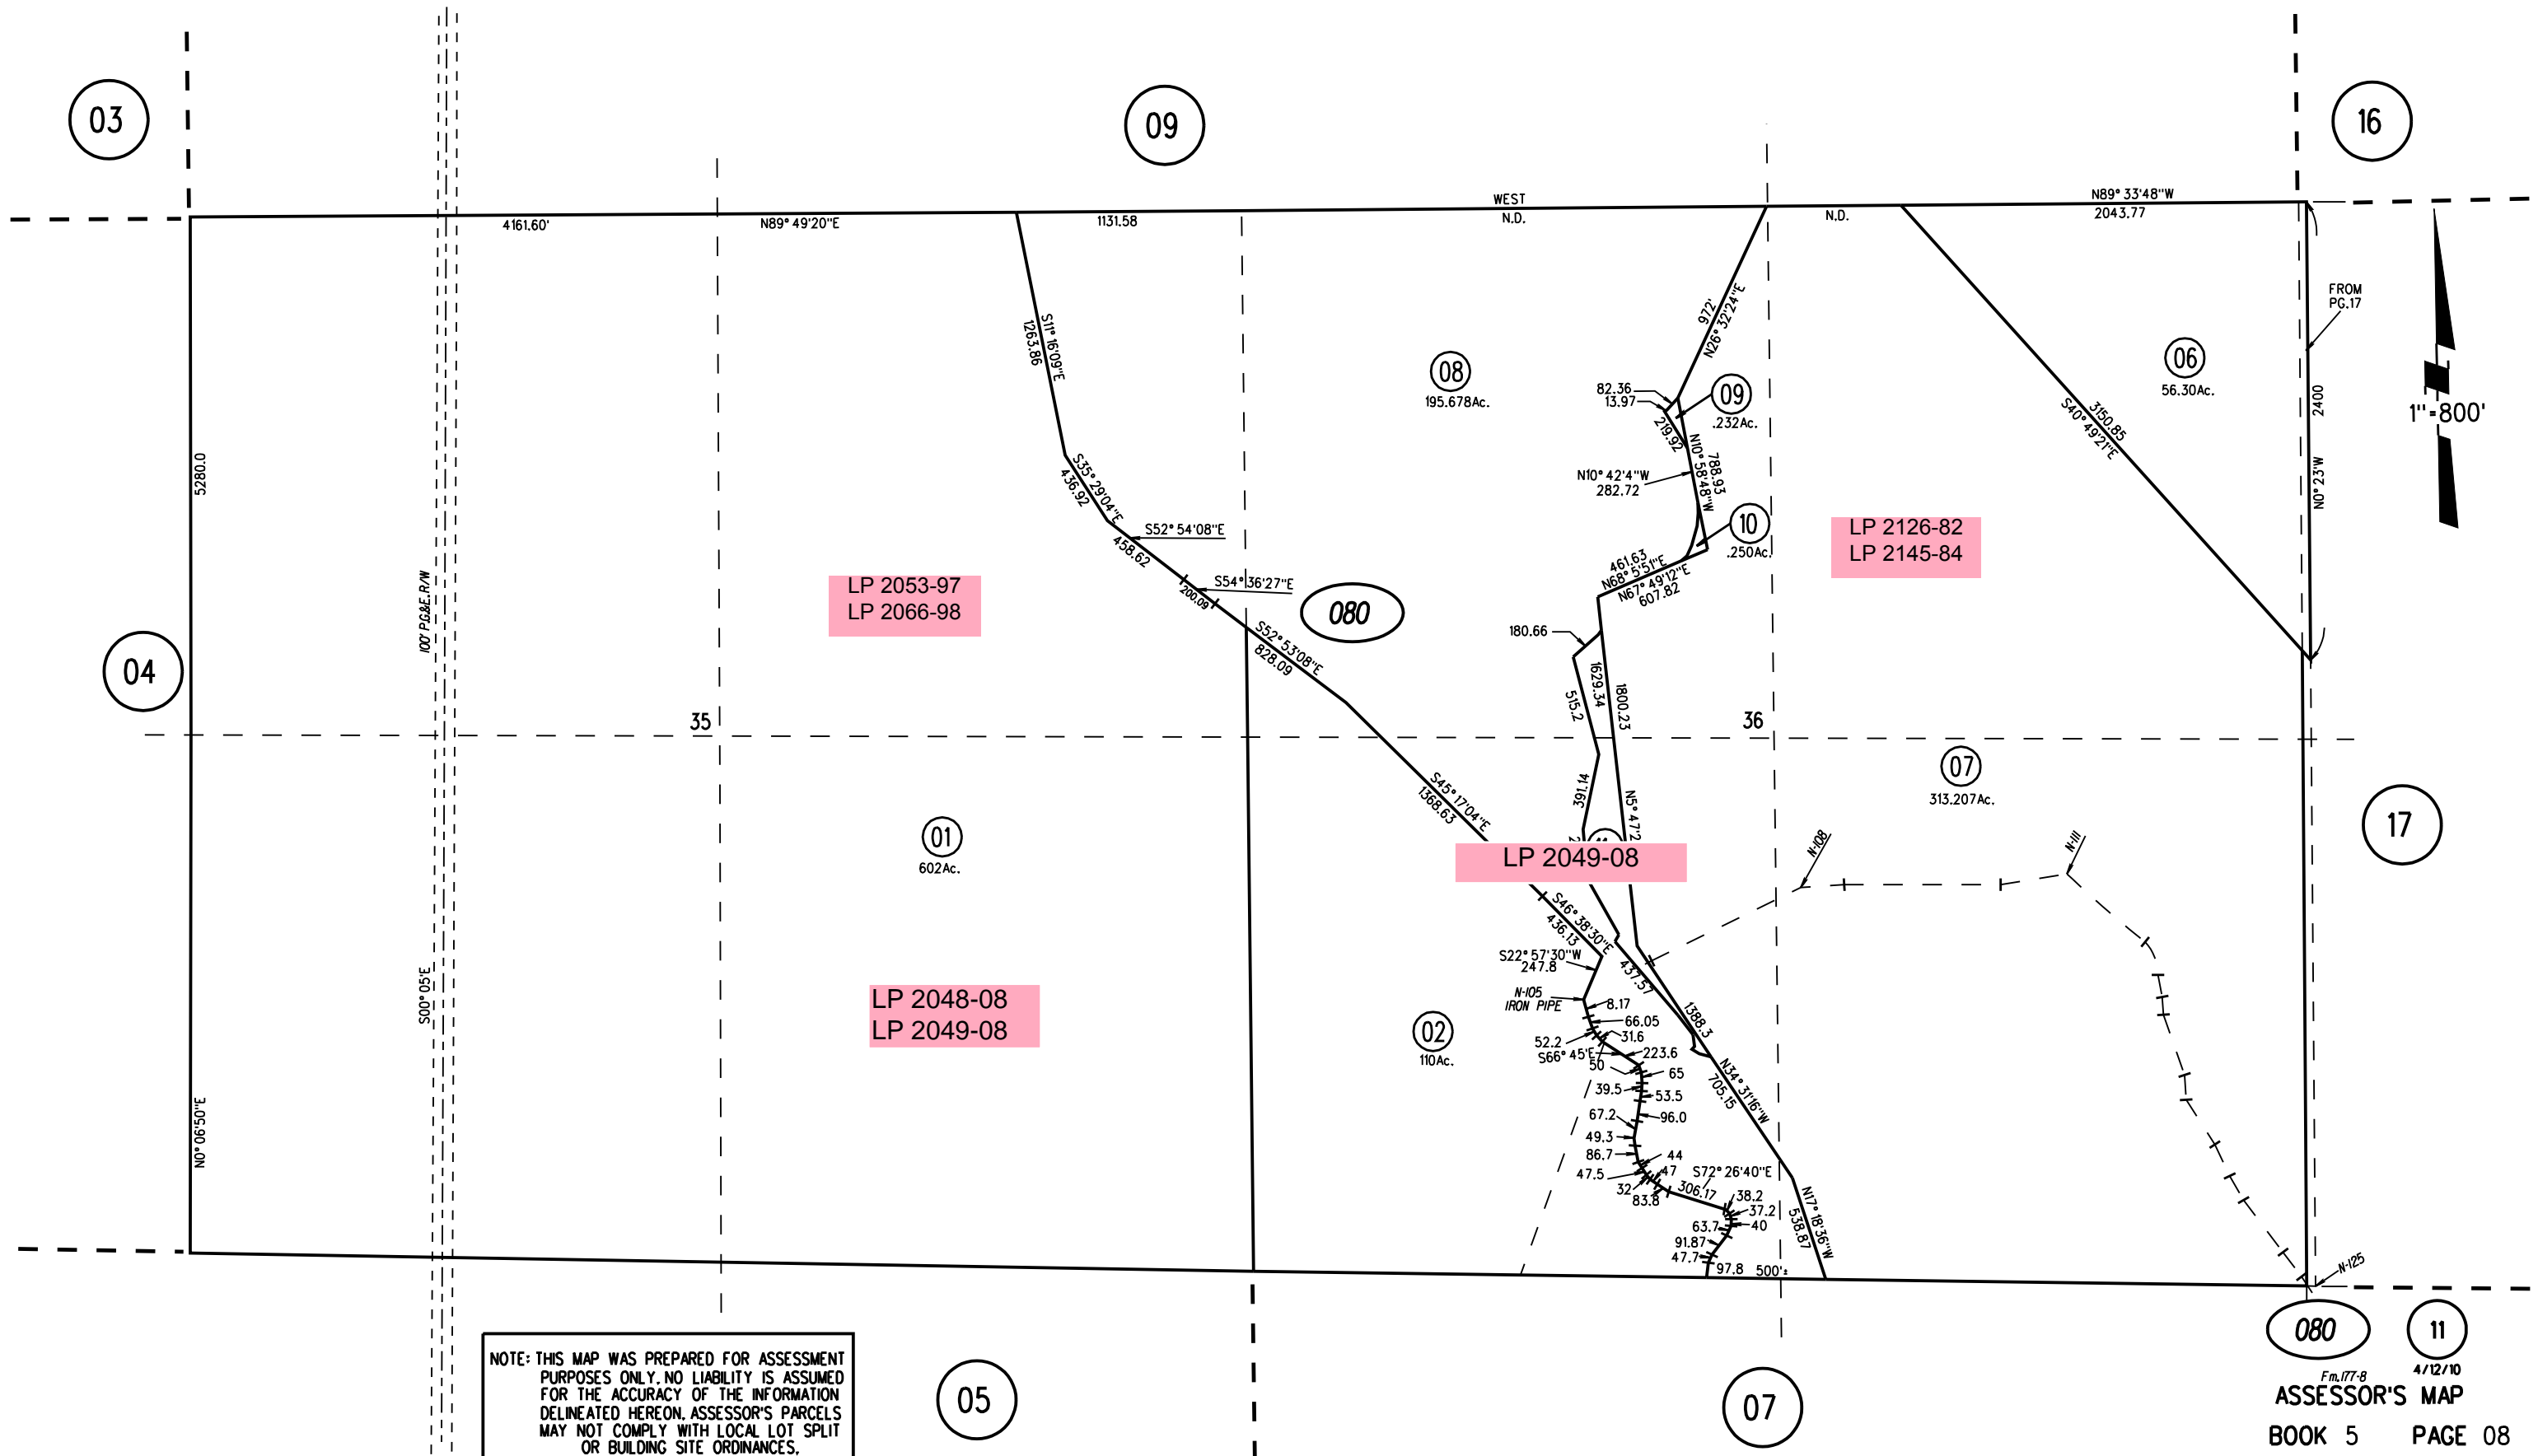 03
09
16
WEST
N89° 33'48"W
4161.60'
N89° 49'20"E
1131.58
N.D.
N.D.
2043.77
FROM
PG.17
972'
N26° 32'24"E
S11° 16'09"E
1263.86
06
56.30Ac.
08
195.678Ac.
82.36
13.97
09
.232Ac.
219.92
2400
1"=800'
3150.85
S40° 49'21"E
5280.0
S35° 29'04"E
436.92
N10° 42'4"W
282.72
788.93
N10° 58'48"W
N0° 23'W
S52° 54'08"E
458.62
10
.250Ac.
LP 2126-82
LP 2145-84
461.63
N68° 5'51"E
N67° 49'12"E
607.82
100' P.G.&E.R/W
LP 2053-97
LP 2066-98
S54° 36'27"E
200.09
080
S52° 53'08"E
828.09
180.66
04
1629.34
1800.23
515.2
35
36
07
313.207Ac.
391.14
S45° 17'04"E
1368.63
N5° 47'2
17
01
602Ac.
N-108
N-111
LP 2049-08
S46° 38'30"E
436.13
S22° 57'30"W
247.8
437.57
S00° 05'E
LP 2048-08
LP 2049-08
N-105
IRON PIPE
8.17
66.05
1388.3
02
110Ac.
52.2
31.6
S66° 45'E
223.6
50
65
39.5
53.5
N34° 31'16"W
705.15
67.2
96.0
49.3
86.7
44
47.5
47
S72° 26'40"E
32
306.17
83.8
38.2
37.2
N0° 06'50"E
63.7
40
N17° 18'36"W
538.87
91.87
47.7
97.8
500'±
N-125
080
11
NOTE: THIS MAP WAS PREPARED FOR ASSESSMENT
PURPOSES ONLY. NO LIABILITY IS ASSUMED
FOR THE ACCURACY OF THE INFORMATION
DELINEATED HEREON. ASSESSOR'S PARCELS
MAY NOT COMPLY WITH LOCAL LOT SPLIT
OR BUILDING SITE ORDINANCES.
05
07
Fm.177-8
4/12/10
ASSESSOR'S MAP
BOOK 5 PAGE 08